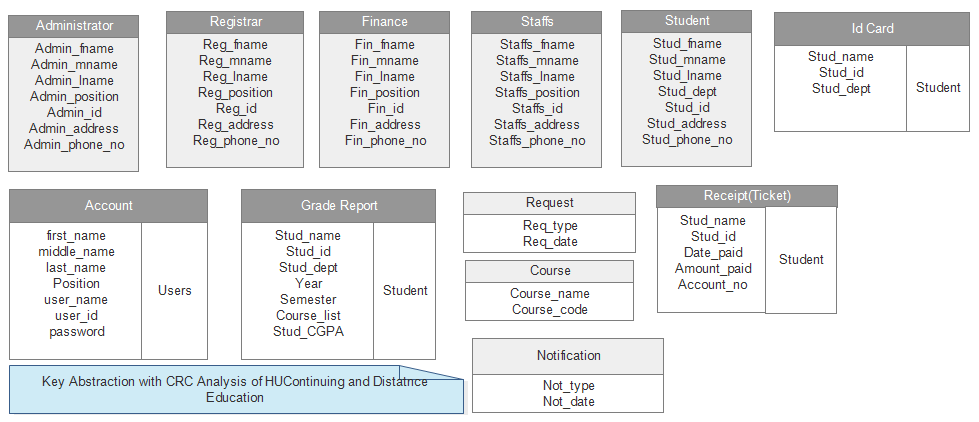 Administrator
Admin_fname
Admin_mname
Admin_lname
Admin_position
Admin_id
Admin_address
Admin_phone_no
Registrar
Reg_fname
Reg_mname
Reg_lname
Reg_position
Reg_id
Reg_address
Reg_phone_no
Finance
Fin_fname
Fin_mname
Fin_lname
Fin_position
Fin_id
Fin_address
Fin_phone_no
Staffs
Staffs_fname
Staffs_mname
Staffs_lname
Staffs_position
Staffs_id
Staffs_address
Staffs_phone_no
Student
Stud_fname
Stud_mname
Stud_lname
Stud_dept
Stud_id
Stud_address
Stud_phone_no
Id Card
Stud_name
Stud_id
Stud_dept
Student
Account
first_name
middle_name
last_name
Position
user_name
user_id
password
Users
Grade Report
Stud_name
Stud_id
Stud_dept
Year
Semester
Course_list
Stud_CGPA
Student
Request
Req_type
Req_date
Course
Course_name
Course_code
Receipt(Ticket)
Stud_name
Stud_id
Date_paid
Amount_paid
Account_no
Student
Key Abstraction with CRC Analysis of HUContinuing and Distatnce
Education
Notification
Not_type
Not_date